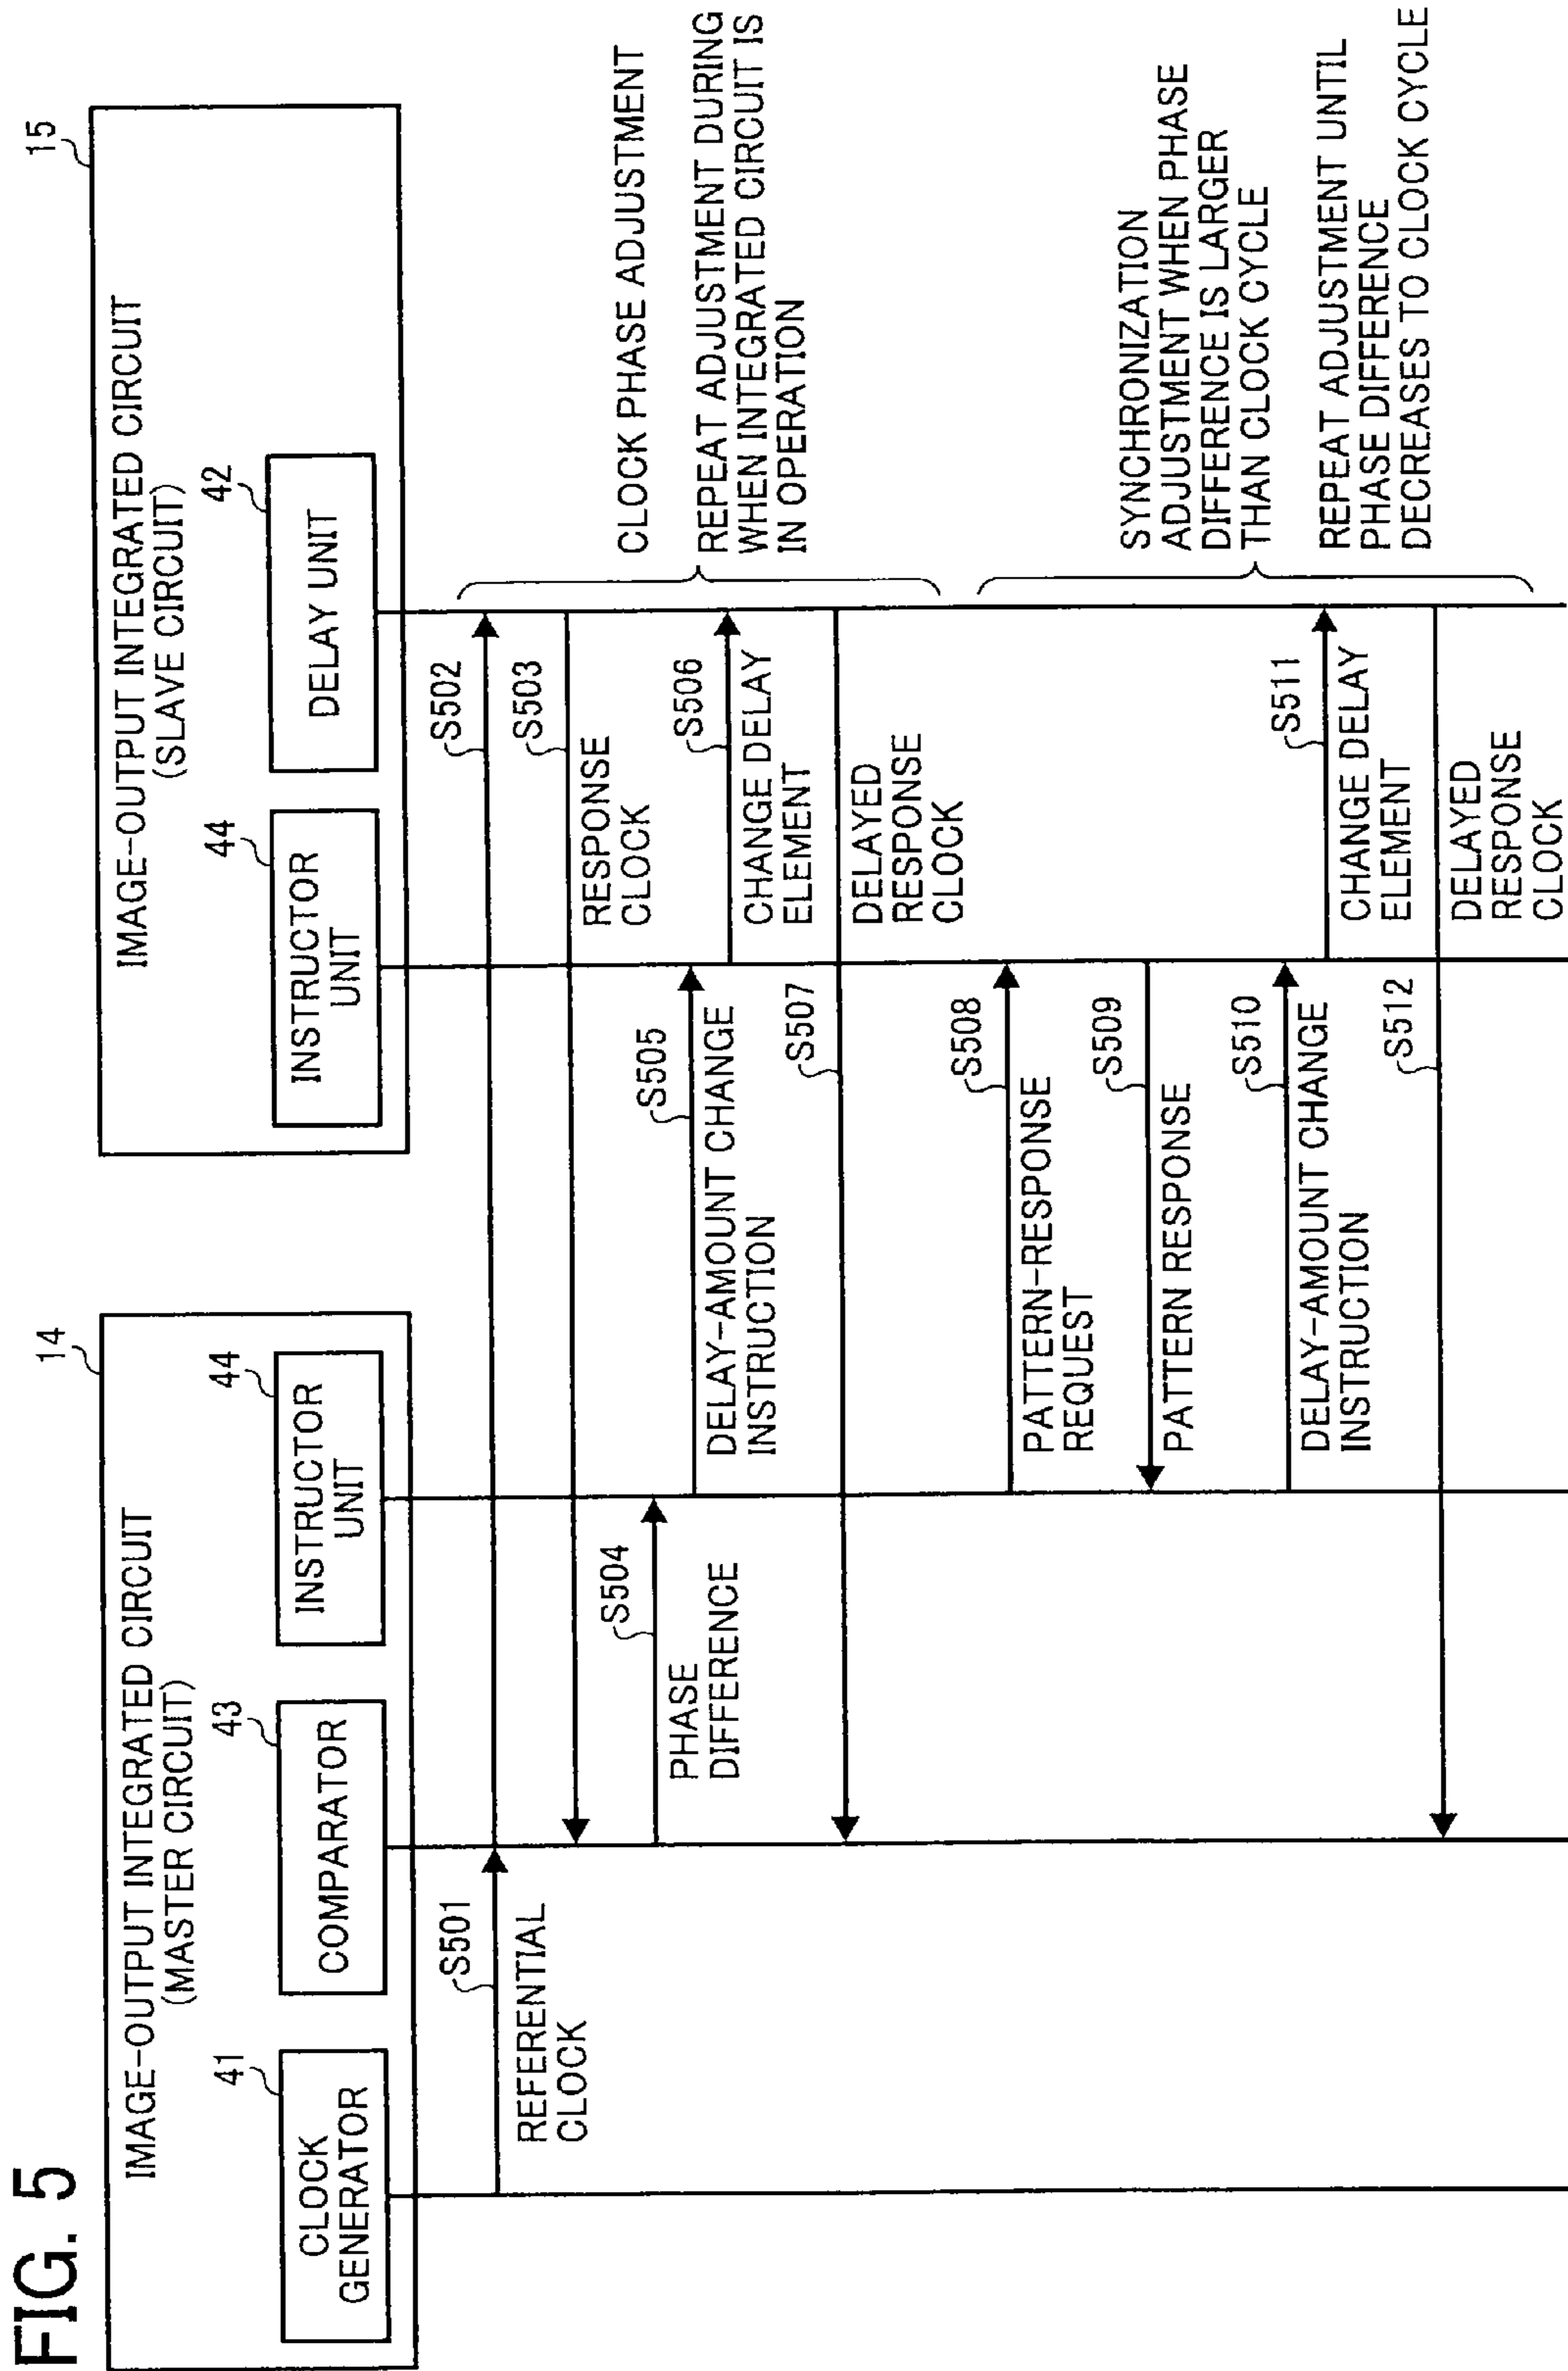 FIG. 5
14
IMAGE-OUTPUT INTEGRATED CIRCUIT
(MASTER CIRCUIT)
41
CLOCK
GENERATOR
43
COMPARATOR
44
INSTRUCTOR
UNIT
15
IMAGE-OUTPUT INTEGRATED CIRCUIT
(SLAVE CIRCUIT)
44
INSTRUCTOR
UNIT
42
DELAY UNIT
S501
REFERENTIAL
CLOCK
S502
S503
RESPONSE
CLOCK
S504
PHASE
DIFFERENCE
S505
DELAY-AMOUNT CHANGE
INSTRUCTION
S506
CHANGE DELAY
ELEMENT
S507
DELAYED
RESPONSE
CLOCK
CLOCK PHASE ADJUSTMENT
REPEAT ADJUSTMENT DURING
WHEN INTEGRATED CIRCUIT IS
IN OPERATION
S508
PATTERN-RESPONSE
REQUEST
S509
PATTERN RESPONSE
S510
DELAY-AMOUNT CHANGE
INSTRUCTION
S511
CHANGE DELAY
ELEMENT
S512
DELAYED
RESPONSE
CLOCK
SYNCHRONIZATION
ADJUSTMENT WHEN PHASE
DIFFERENCE IS LARGER
THAN CLOCK CYCLE
REPEAT ADJUSTMENT UNTIL
PHASE DIFFERENCE
DECREASES TO CLOCK CYCLE